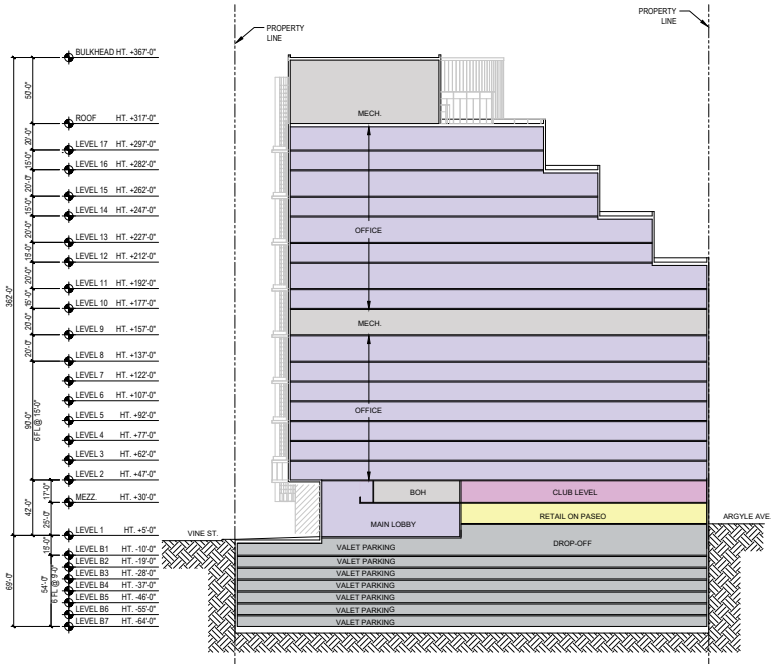 PROPERTY
LINE
PROPERTY
LINE
BULKHEAD HT. +367'-0"
50'-0"
MECH.
ROOF HT. +317'-0"
20'-0"
LEVEL 17 HT. +297'-0"
15'-0"
LEVEL 16 HT. +282'-0"
20'-0"
LEVEL 15 HT. +262'-0"
15'-0"
LEVEL 14 HT. +247'-0"
20'-0"
OFFICE
LEVEL 13 HT. +227'-0"
15'-0"
LEVEL 12 HT. +212'-0"
20'-0"
LEVEL 11 HT. +192'-0"
15'-0"
362'-0"
LEVEL 10 HT. +177'-0"
20'-0"
MECH.
LEVEL 9 HT. +157'-0"
20'-0"
LEVEL 8 HT. +137'-0"
LEVEL 7 HT. +122'-0"
LEVEL 6 HT. +107'-0"
90'-0"
6 FL @ 15'-0"
OFFICE
LEVEL 5 HT. +92'-0"
LEVEL 4 HT. +77'-0"
LEVEL 3 HT. +62'-0"
LEVEL 2 HT. +47'-0"
17'-0"
BOH
CLUB LEVEL
MEZZ. HT. +30'-0"
42'-0"
25'-0"
RETAIL ON PASEO
ARGYLE AVE.
MAIN LOBBY
LEVEL 1 HT. +5'-0"
VINE ST.
15'-0"
DROP-OFF
VALET PARKING
LEVEL B1 HT. -10'-0"
VALET PARKING
LEVEL B2 HT. -19'-0"
VALET PARKING
LEVEL B3 HT. -28'-0"
69'-0"
54'-0"
6 FL @ 9'-0"
VALET PARKING
LEVEL B4 HT. -37'-0"
VALET PARKING
LEVEL B5 HT. -46'-0"
VALET PARKING
LEVEL B6 HT. -55'-0"
VALET PARKING
LEVEL B7 HT. -64'-0"